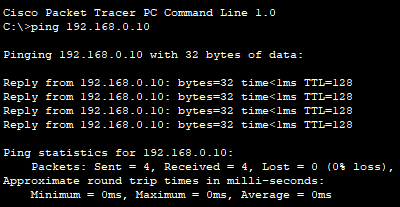 Cisco Packet Tracer PC Command Line 1.0
C:\>ping 192.168.0.10
Pinging 192.168.0.10 with 32 bytes of data:
Reply from 192.168.0.10: bytes=32 time<1ms TTL=128
Reply from 192.168.0.10: bytes=32 time<1ms TTL=128
Reply from 192.168.0.10: bytes=32 time<1ms TTL=128
Reply from 192.168.0.10: bytes=32 time<1ms TTL=128
Ping statistics for 192.168.0.10:
Packets: Sent = 4, Received = 4, Lost = 0 (0% loss),
Approximate round trip times in milli-seconds:
Minimum = 0ms, Maximum = 0ms, Average = 0ms